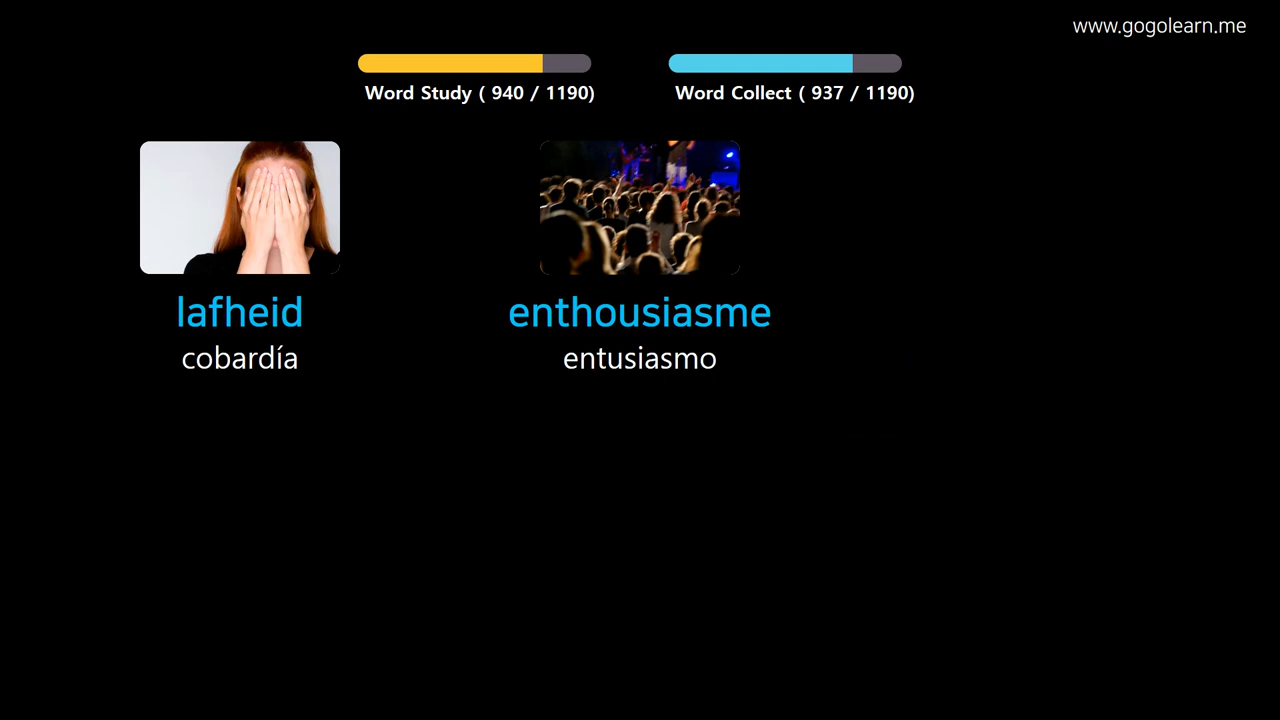 www.gogolearn.me
Word Study ( 940 / 1190)
Word Collect ( 937 / 1190)
lafheid
enthousiasme
cobardía
entusiasmo